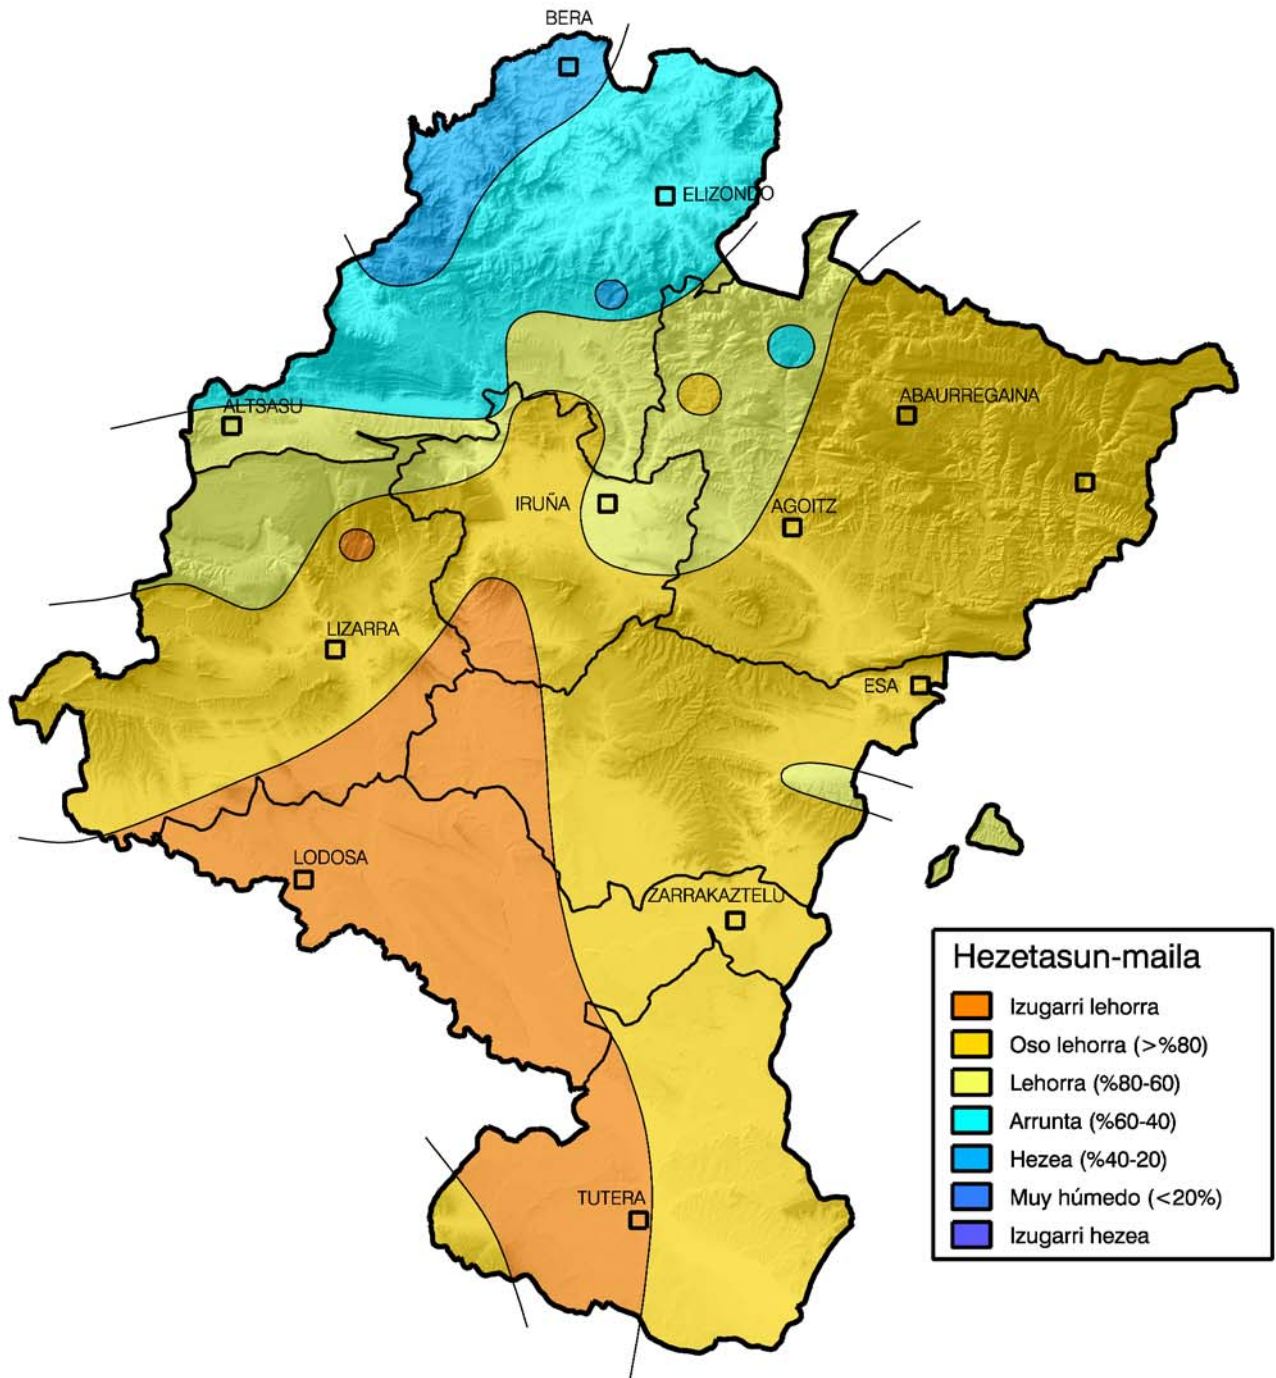 BERA
ELIZONDO
ALTSASU
ABAURREGAINA
IRUÑA
AGOITZ
LIZARRA
ESA
LODOSA
ZARRAKAZTELU
TUTERA
Hezetasun-maila
Izugarri lehorra
Oso lehorra (>%80)
Lehorra (%80-60)
Arrunta (%60-40)
Hezea (%40-20)
Muy húmedo (<20%)
Izugarri hezea